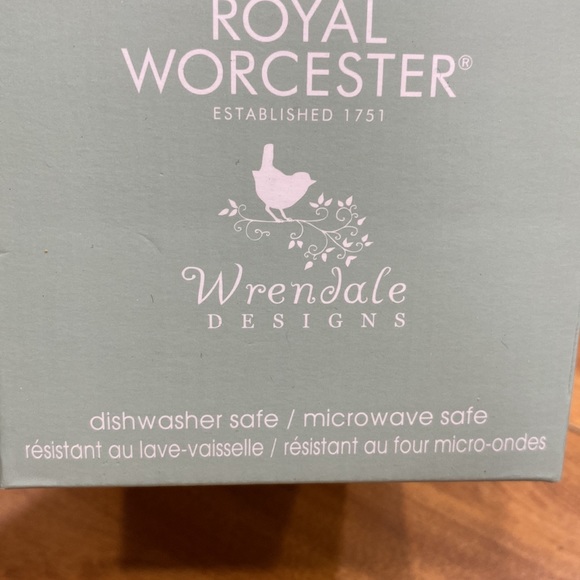 ROYAL
WORCESTER®
ESTABLISHED 1751
Wrendale
DESIGNS
dishwasher safe / microwave safe
résistant au lave-vaisselle / résistant au four micro-ondes